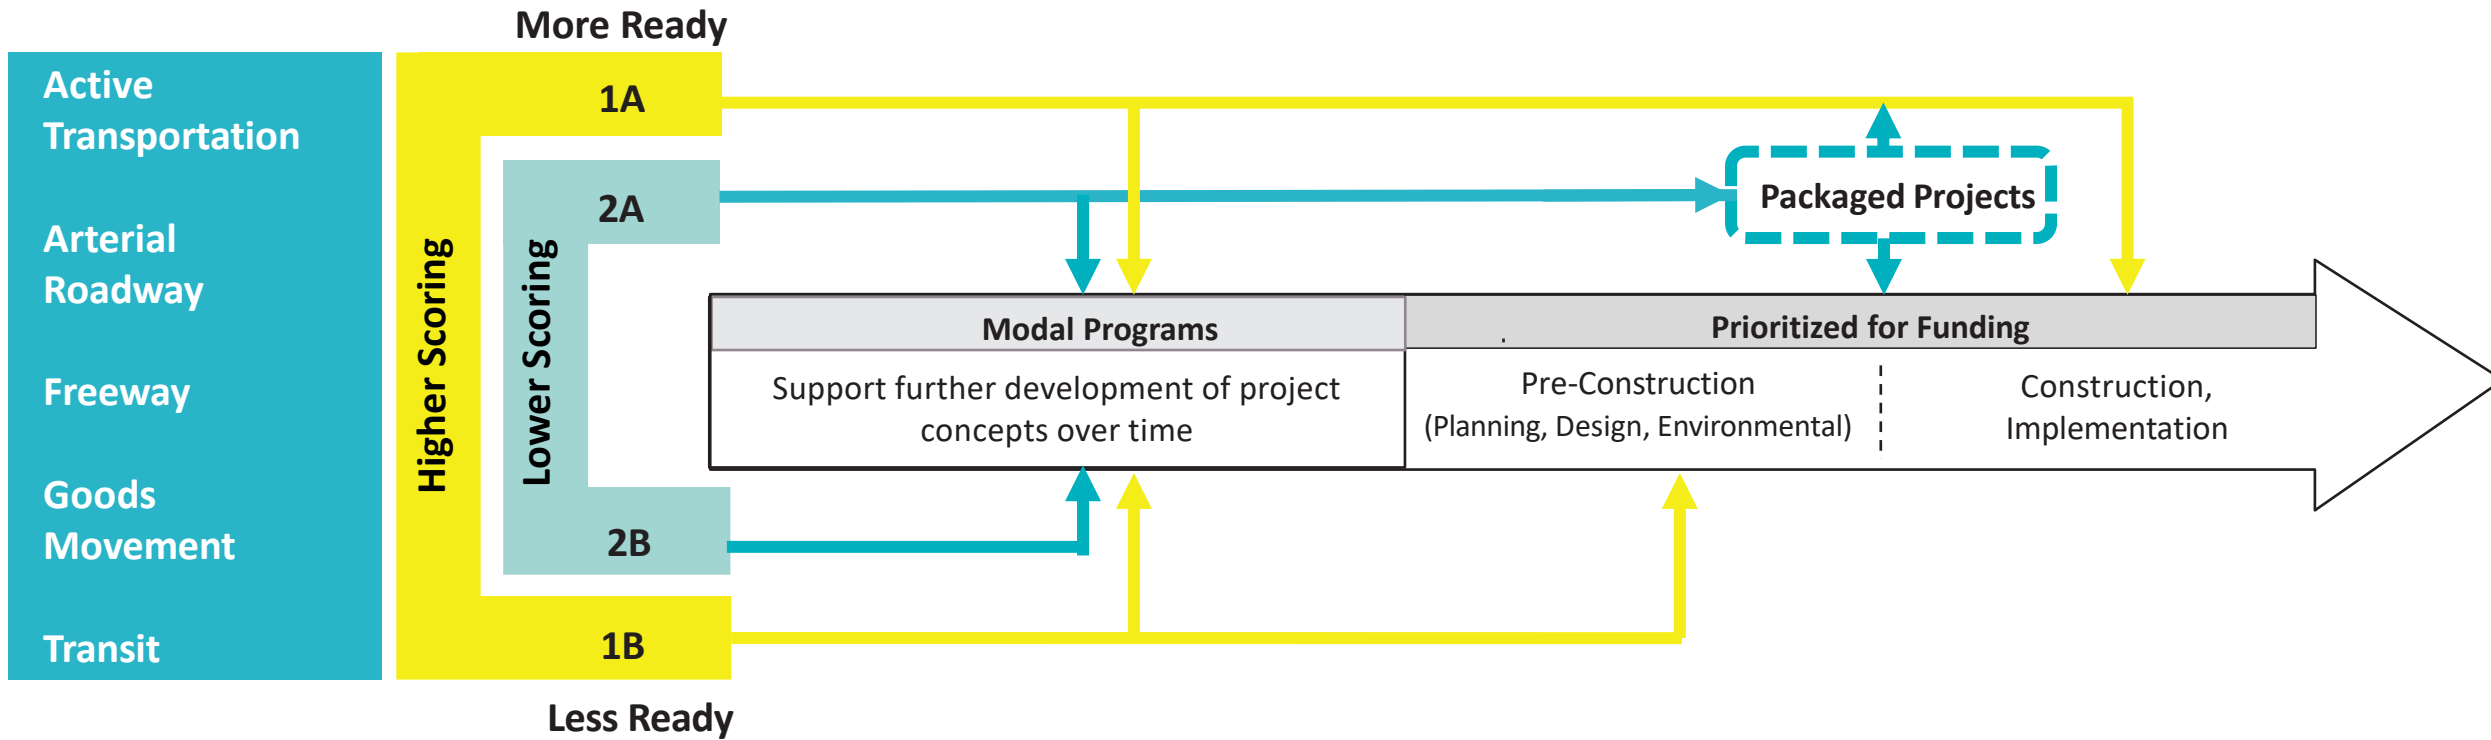 More Ready
Active
Transportation
Arterial
Roadway
Freeway
Goods
Movement
Transit
Higher Scoring
Lower Scoring
1A
2A
2B
1B
Less Ready
Packaged Projects
Modal Programs
Support further development of project
concepts over time
Prioritized for Funding
Pre-Construction
(Planning, Design, Environmental)
Construction,
Implementation